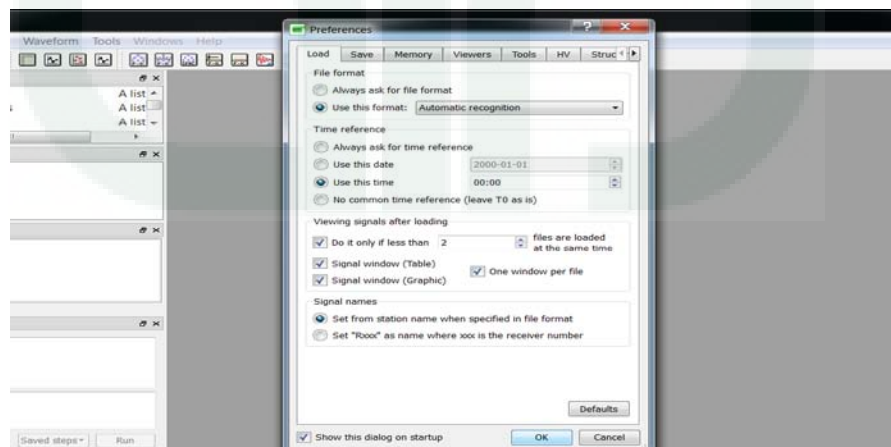 Preferences
Waveform Tools Windows Help
Load Save Memory Viewers Tools HV Struc
A list
A list
A list
File format
Always ask for file format
Use this format: Automatic recognition
Time reference
Always ask for time reference
Use this date 2000-01-01
Use this time 00:00
No common time reference (leave T0 as is)
Viewing signals after loading
Do it only if less than 2 files are loaded at the same time
Signal window (Table)
One window per file
Signal window (Graphic)
Signal names
Set from station name when specified in file format
Set "Rxxx" as name where xxx is the receiver number
Defaults
Saved steps Run
Show this dialog on startup OK Cancel